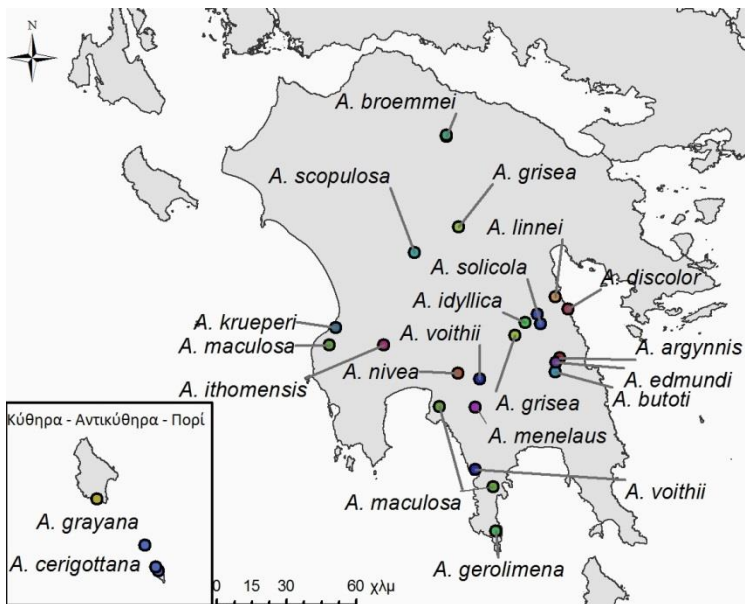 N
A. broemmei
A. scopulosa
A. grisea
A. linnei
A. solicola
A. discolor
A. idyllica
A. krueperi
A. voithii
A. maculosa
A. argynnis
A. ithomensis
A. nivea
A. edmundi
A. grisea
A. butoti
A. menelaus
Κύθηρα - Αντικύθηρα - Πορί
A. maculosa
A. voithii
A. grayana
A. cerigottana
A. gerolimena
0 15 30 60 χλμ